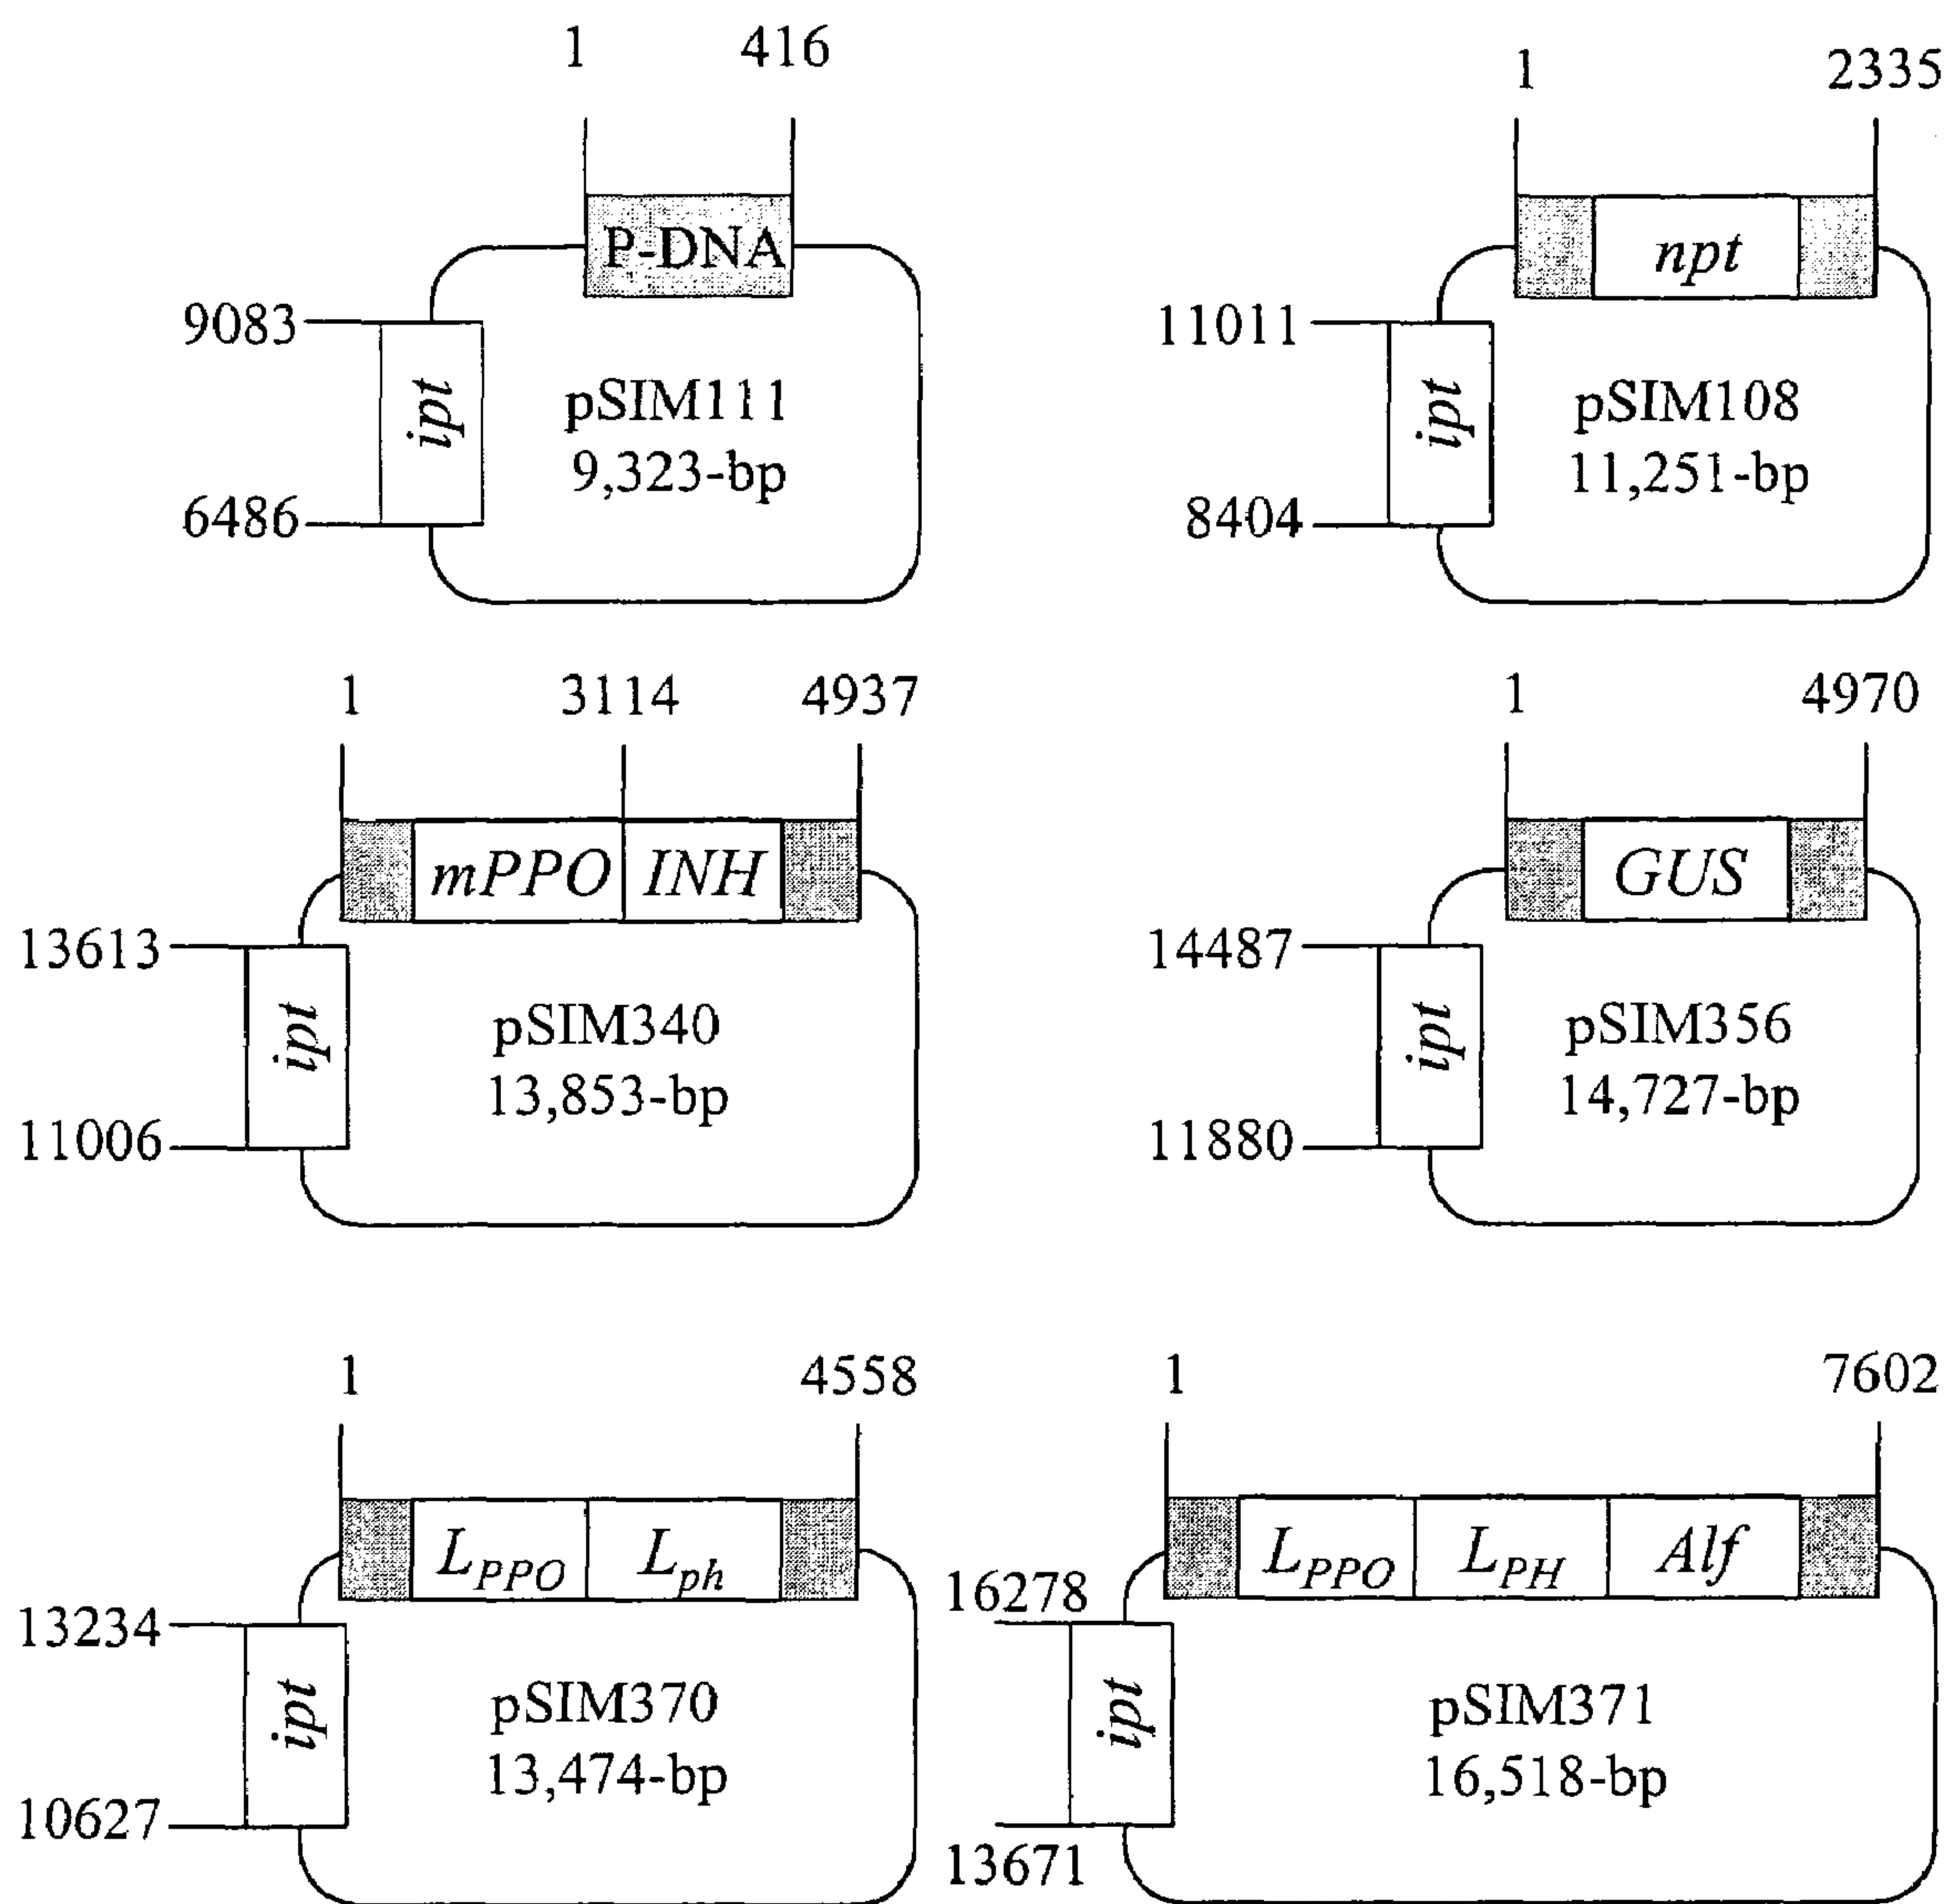 1 416
P-DNA
9083
ipt
6486
pSIM111
9,323-bp
1 2335
npt
11011
ipt
8404
pSIM108
11,251-bp
1 3114 4937
mPPO INH
13613
ipt
11006
pSIM340
13,853-bp
1 4970
GUS
14487
ipt
11880
pSIM356
14,727-bp
1 4558
LPPO Lph
13234
ipt
10627
pSIM370
13,474-bp
1 7602
LPPO LPH Alf
16278
ipt
13671
pSIM371
16,518-bp